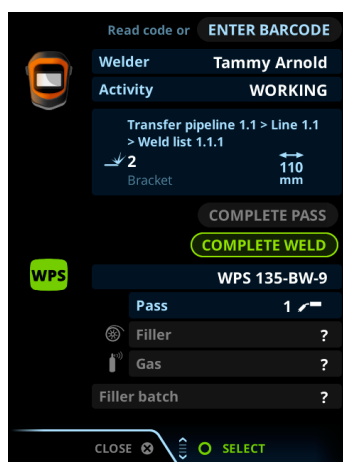 Read code or ENTER BARCODE
Welder Tammy Arnold
Activity WORKING
Transfer pipeline 1.1 > Line 1.1
> Weld list 1.1.1
2
Bracket
110
mm
COMPLETE PASS
COMPLETE WELD
WPS
WPS 135-BW-9
Pass 1
Filler ?
Gas ?
Filler batch ?
CLOSE SELECT